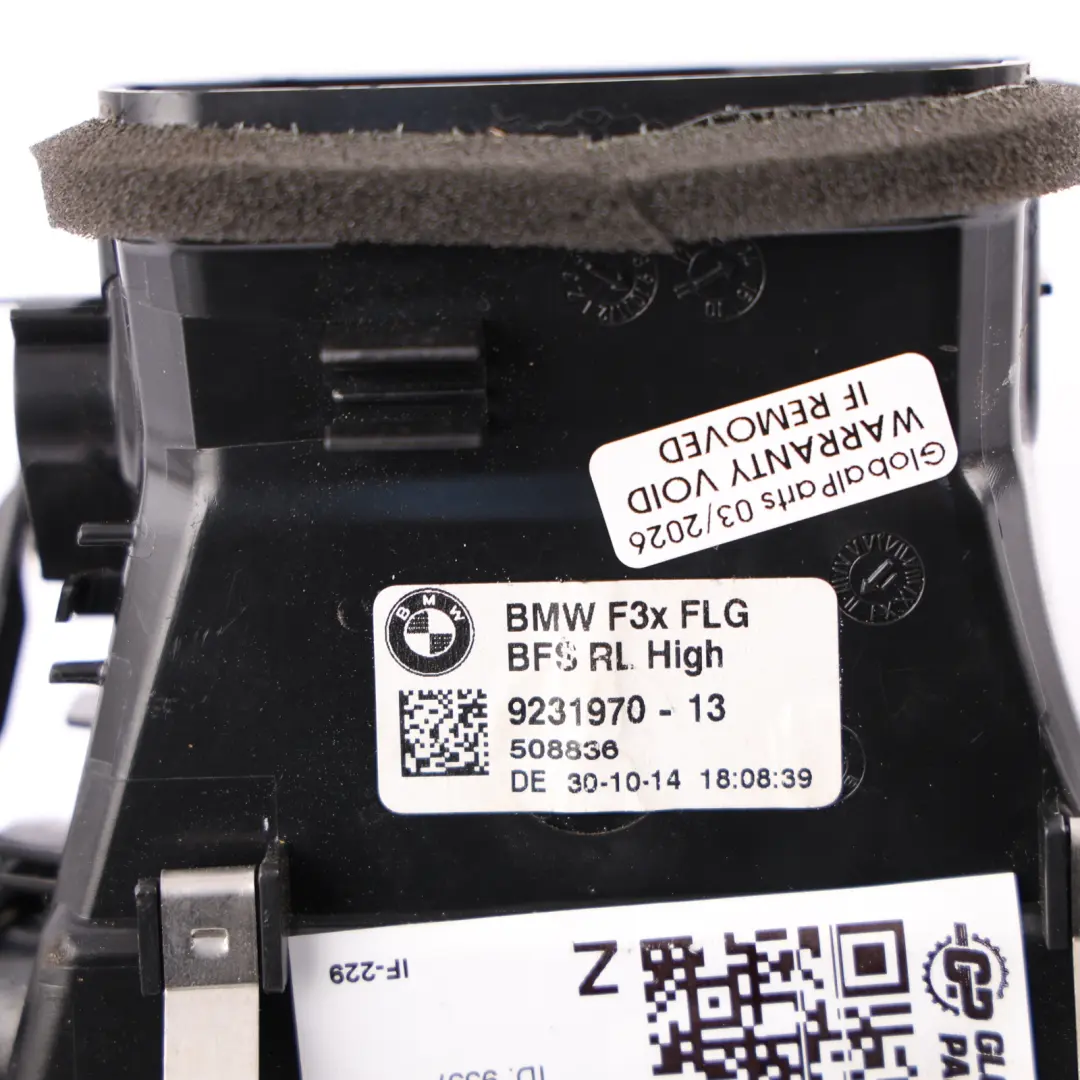 GlobalParts 03/2026
WARRANTY VOID
IF REMOVED
BMW
BMW F3x FLG
BFS RL High
9231970 - 13
508836
DE 30-10-14 18:08:39
IF-229
Z